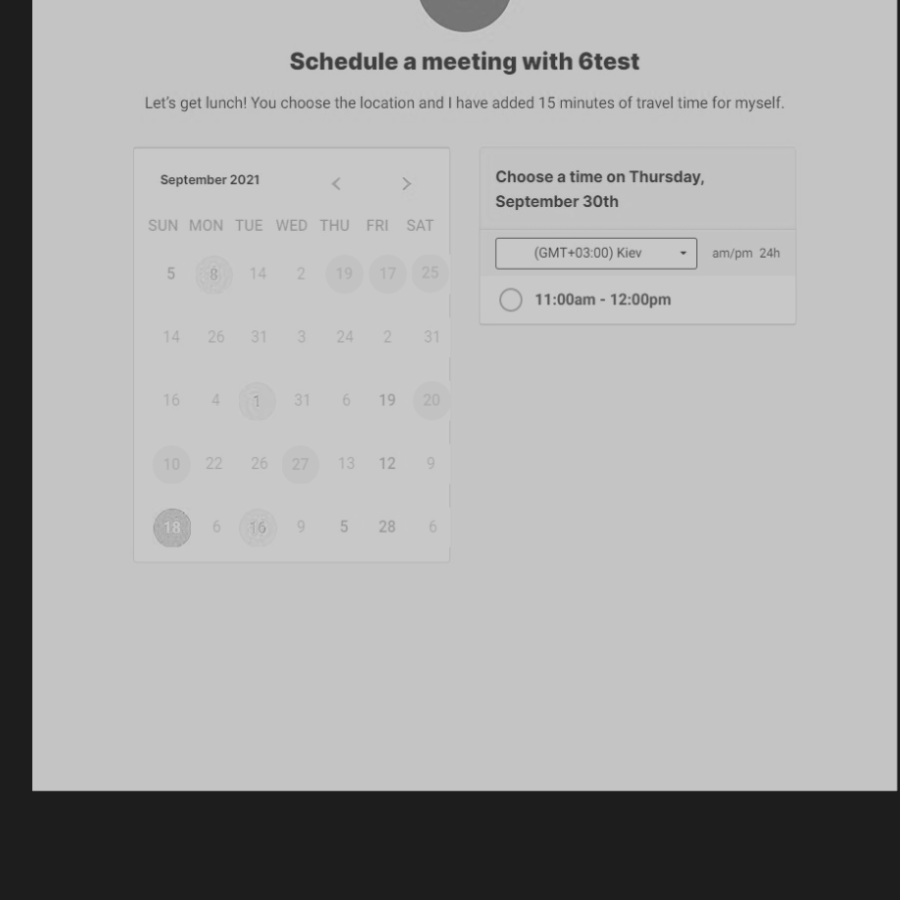 Schedule a meeting with 6test
Let's get lunch! You choose the location and I have added 15 minutes of travel time for myself.
September 2021
SUN MON TUE WED THU FRI SAT
5 8 14 2 19 17 25
14 26 31 3 24 2 31
16 4 1 31 6 19 20
10 22 26 27 13 12 9
18 6 16 9 5 28 6
Choose a time on Thursday,
September 30th
(GMT+03:00) Kiev am/pm 24h
11:00am - 12:00pm